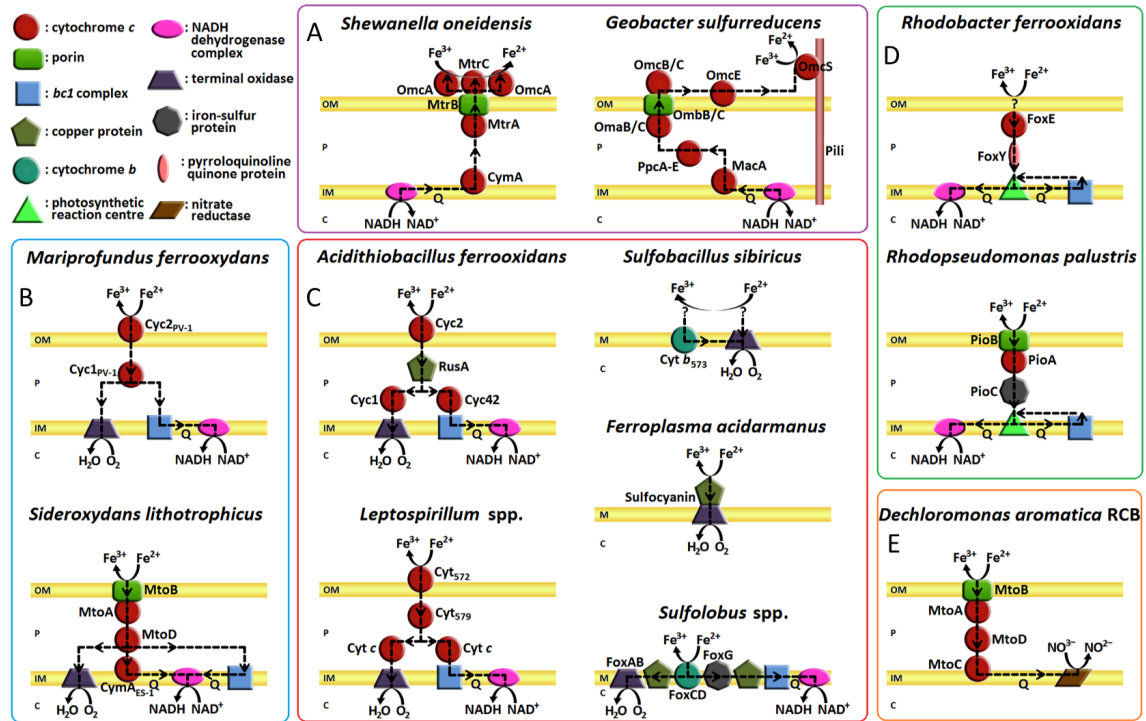 : cytochrome c
: porin
: bc1 complex
: copper protein
: cytochrome b
: photosynthetic
reaction centre
: NADH
dehydrogenase
complex
: terminal oxidase
: iron-sulfur
protein
: pyrroloquinoline
quinone protein
: nitrate
reductase
A
Shewanella oneidensis
Fe3+ Fe2+
MtrC
OmcA OmcA
OM
MtrB
MtrA
P
CymA
IM
Q
C
NADH NAD+
Geobacter sulfurreducens
Fe2+
Fe3+
OmcS
OmcB/C
OmcE
OM
OmbB/C
OmaB/C
P
PpcA-E
MacA
Pili
IM
Q
C
NADH NAD+
D
Rhodobacter ferrooxidans
Fe3+ Fe2+
OM
?
FoxE
P
FoxY
IM
Q Q
C
NADH NAD+
Rhodopseudomonas palustris
Fe3+ Fe2+
OM
PioB
PioA
P
PioC
IM
Q Q
C
NADH NAD+
B
Mariprofundus ferrooxydans
Fe3+ Fe2+
Cyc2PV-1
OM
Cyc1PV-1
P
IM
Q
C
H2O O2
NADH NAD+
Sideroxydans lithotrophicus
Fe3+ Fe2+
OM
MtoB
MtoA
P
MtoD
IM
CymAES-1
Q Q
C
H2O O2
NADH NAD+
C
Acidithiobacillus ferrooxidans
Fe3+ Fe2+
Cyc2
OM
RusA
P
Cyc1 Cyc42
IM
Q
C
H2O O2
NADH NAD+
Leptospirillum spp.
Fe3+ Fe2+
Cyt572
OM
Cyt579
P
Cyt c Cyt c
IM
Q
C
H2O O2
NADH NAD+
Sulfobacillus sibiricus
Fe3+ Fe2+
? ?
M
Cyt b573
C
H2O O2
Ferroplasma acidarmanus
Fe3+ Fe2+
Sulfocyanin
M
C
H2O O2
Sulfolobus spp.
Fe3+ Fe2+
FoxAB FoxG
M
FoxCD
Q
C
H2O O2
NADH NAD+
Dechloromonas aromatica RCB
E
Fe3+ Fe2+
OM
MtoB
MtoA
P
MtoD
MtoC
NO3- NO2-
IM
Q
C